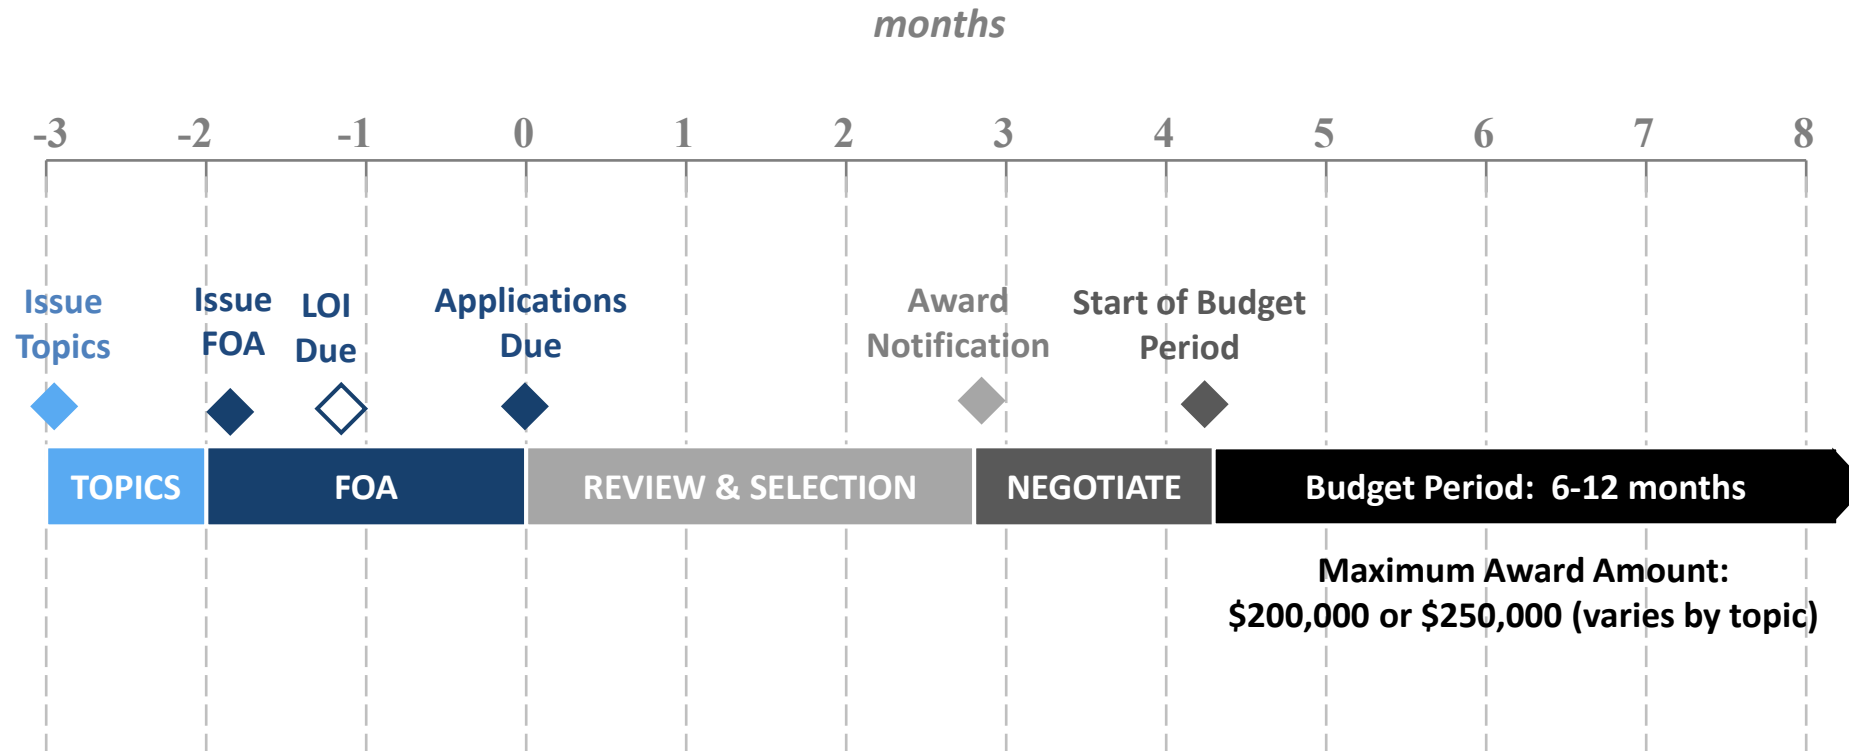 months
-3 -2 -1 0 1 2 3 4 5 6 7 8
Issue
Topics
Issue
FOA
LOI
Due
Applications
Due
Award
Notification
Start of Budget
Period
TOPICS
FOA
REVIEW & SELECTION
NEGOTIATE
Budget Period: 6-12 months
Maximum Award Amount:
$200,000 or $250,000 (varies by topic)